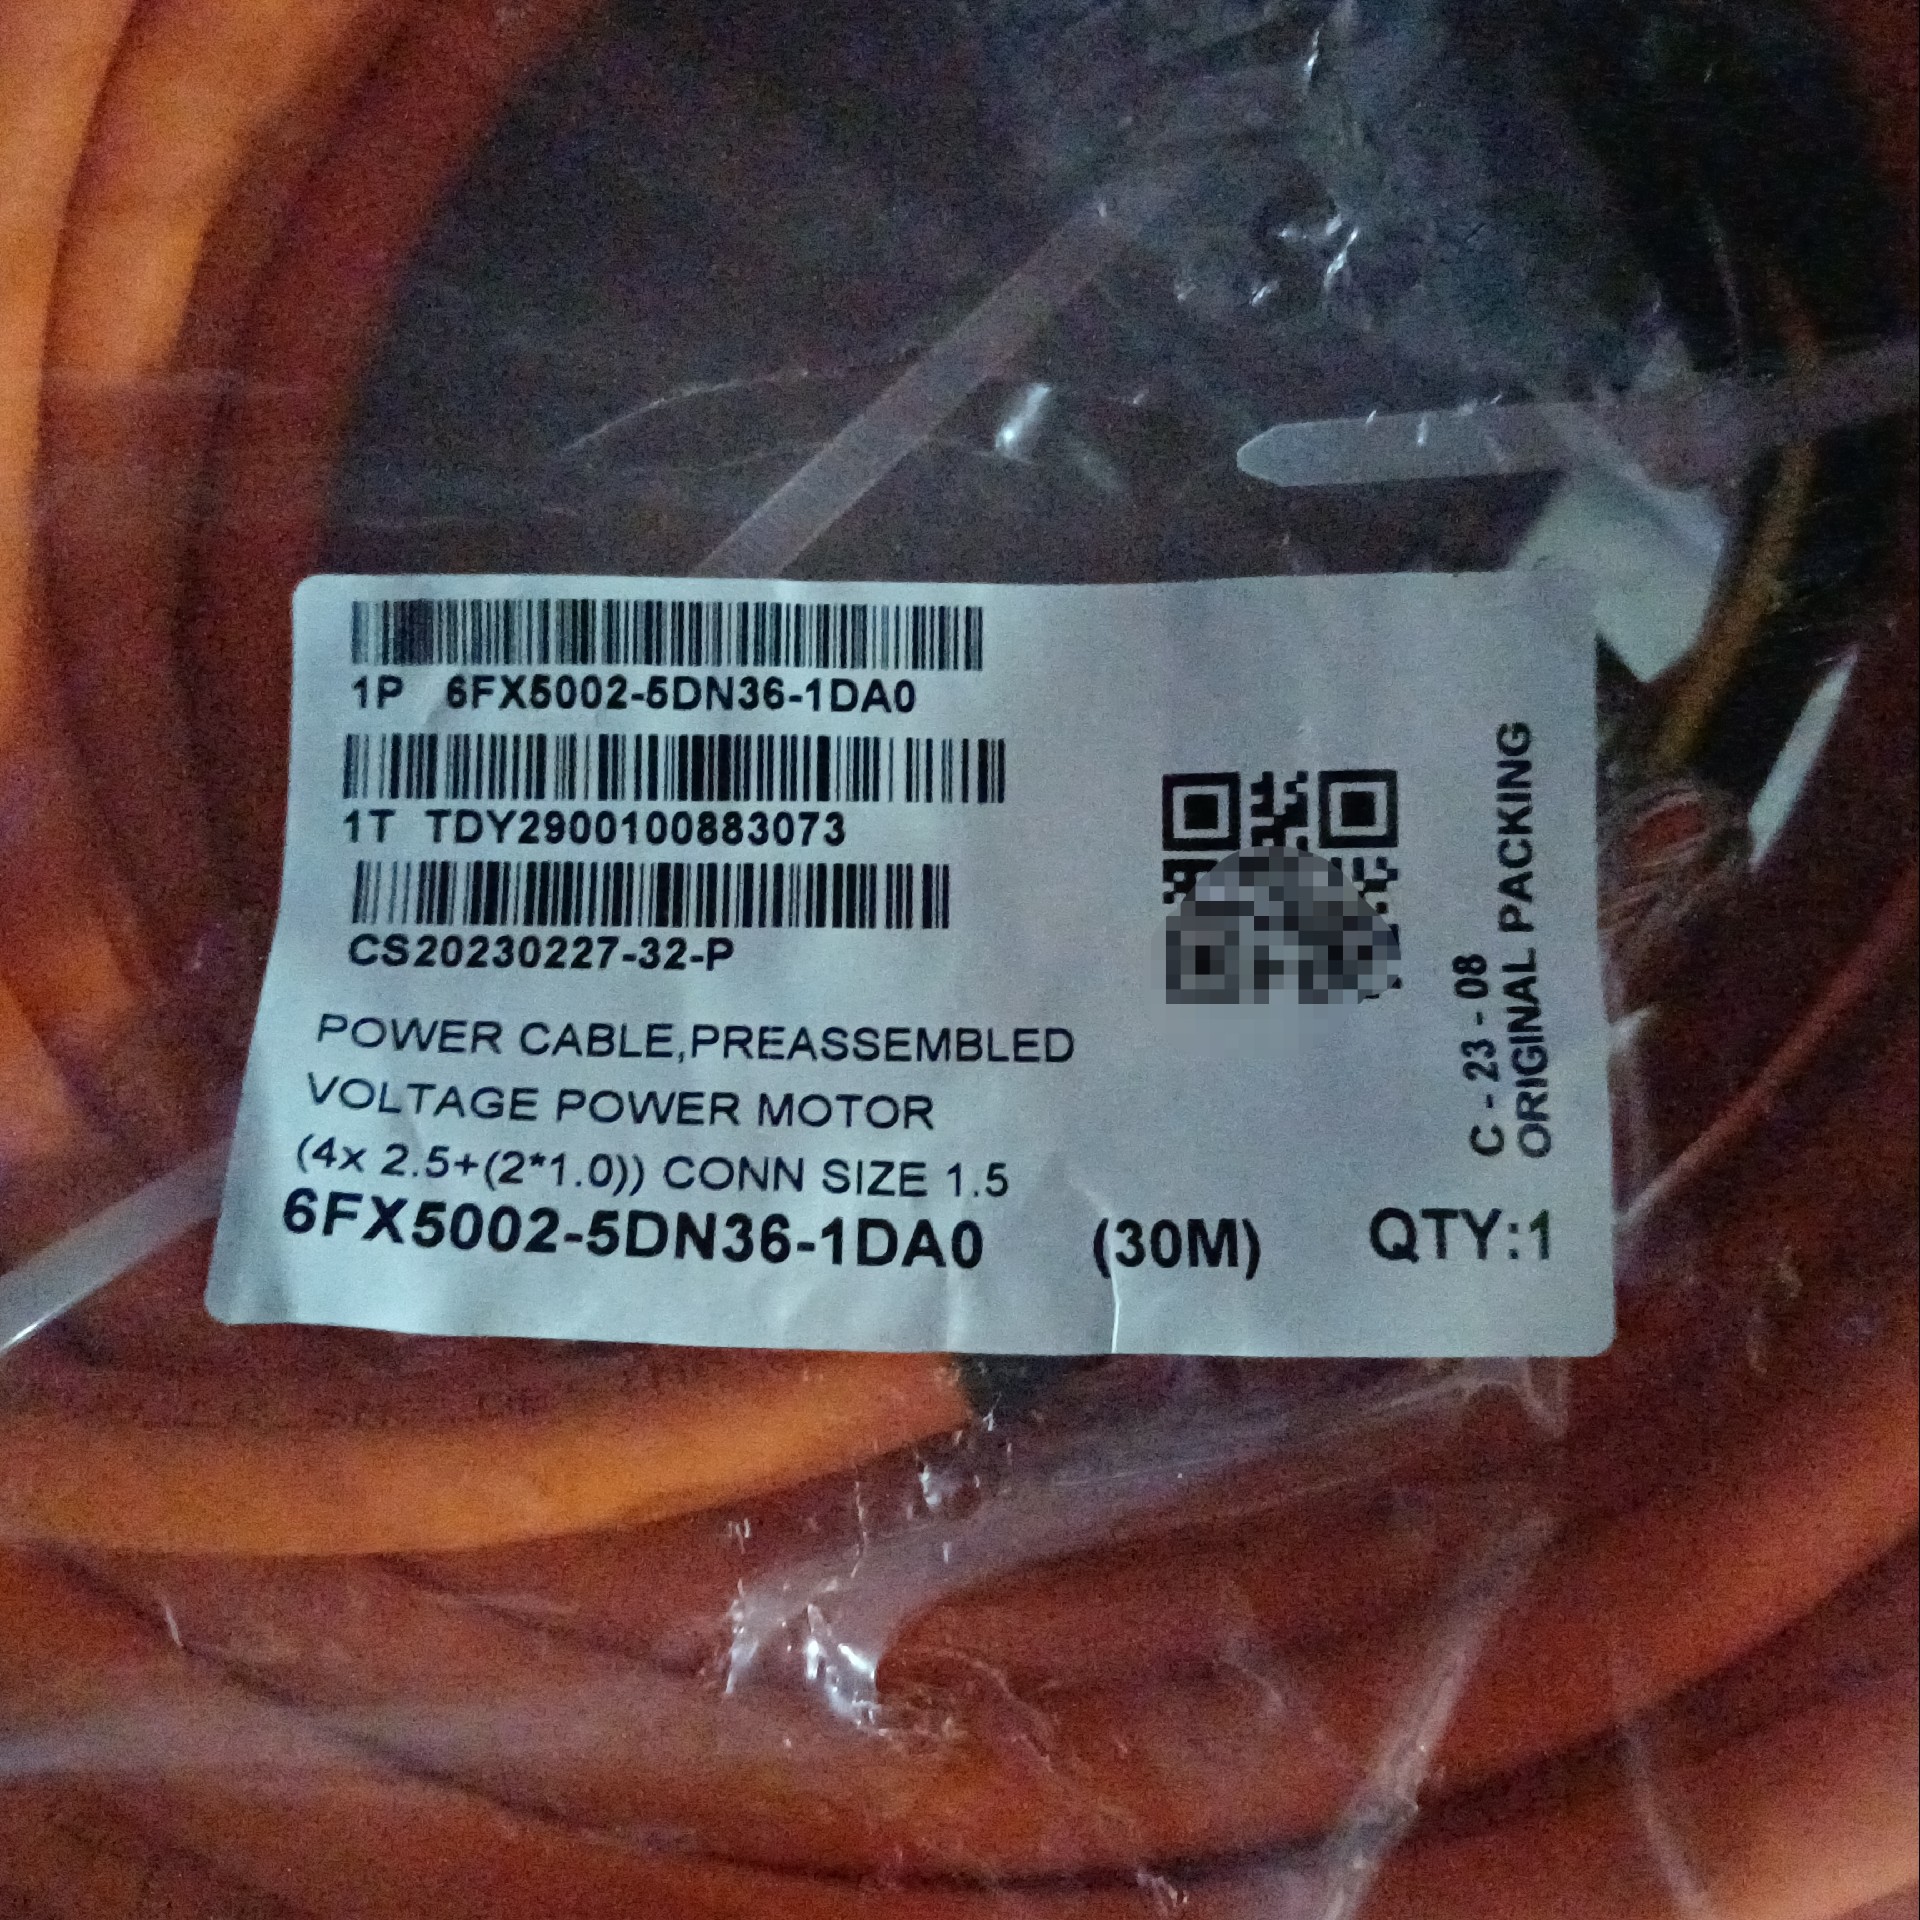 1P 6FX5002-5DN36-1DA0
1T TDY2900100883073
CS20230227-32-P
POWER CABLE,PREASSEMBLED
VOLTAGE POWER MOTOR
(4x 2.5+(2*1.0)) CONN SIZE 1.5
6FX5002-5DN36-1DA0 (30M) QTY:1
C - 23 - 08
ORIGINAL PACKING